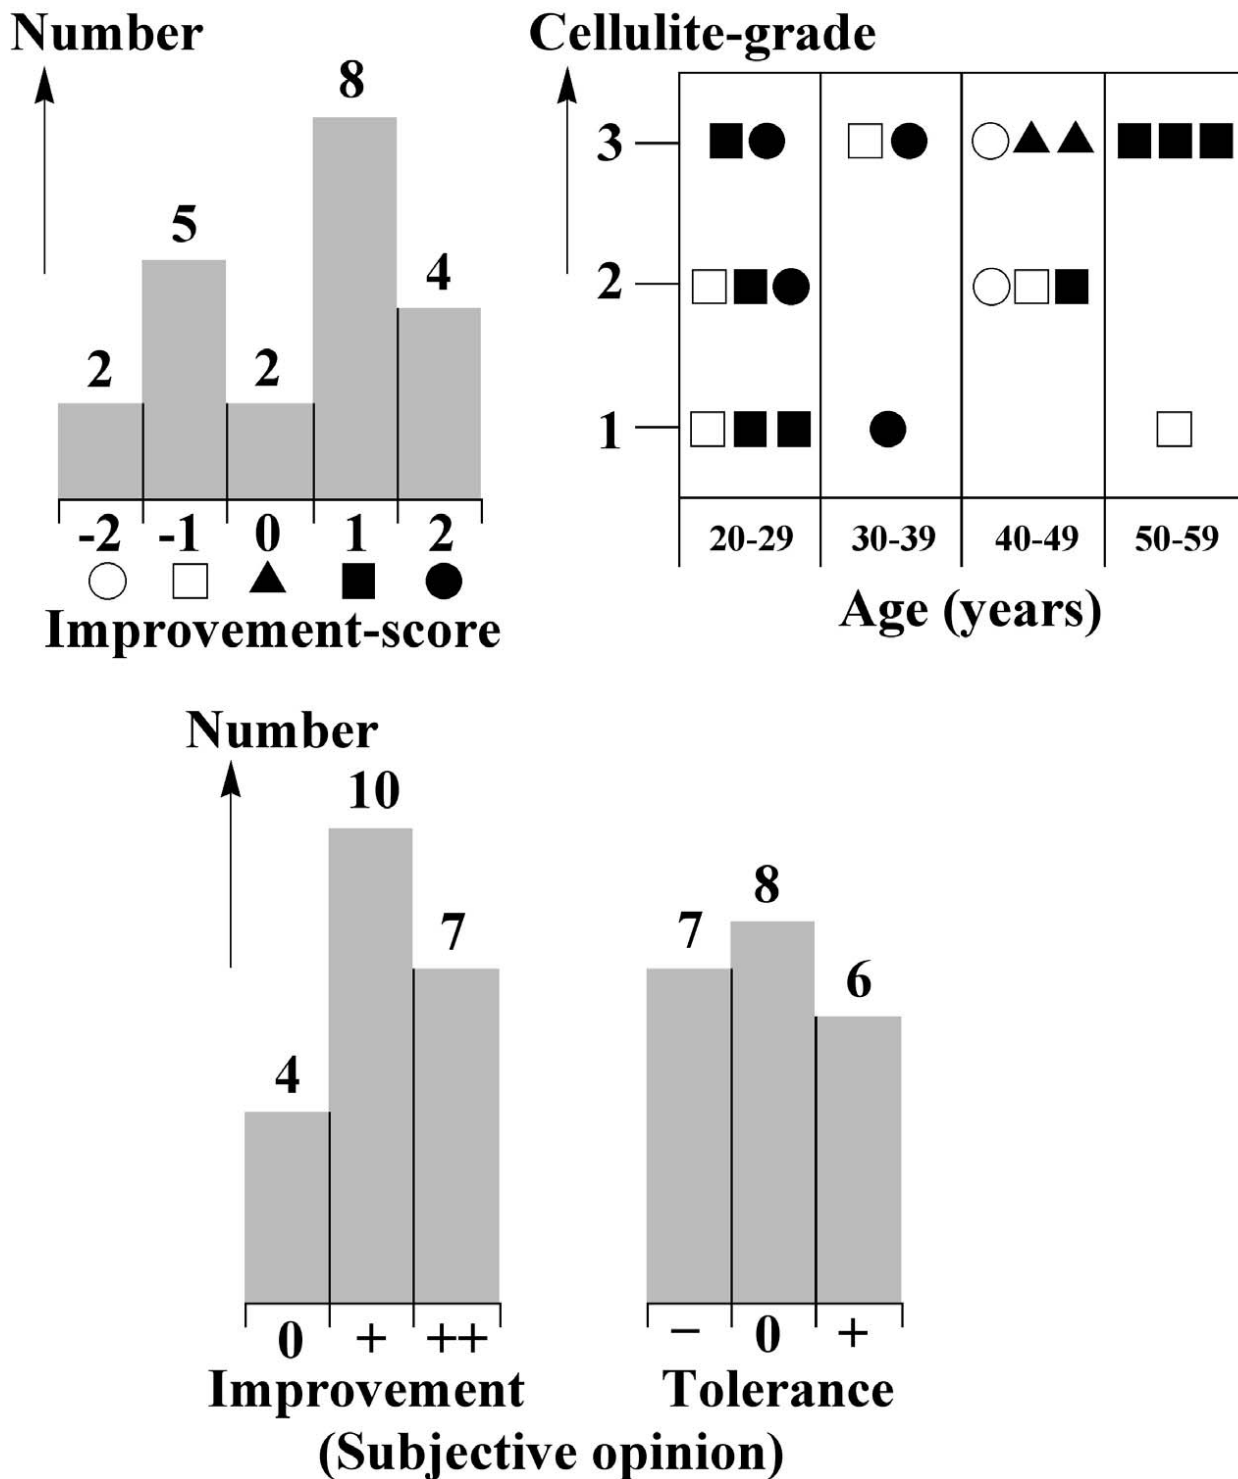 Number
8
5
4
2
2
-2 -1 0 1 2
Improvement-score
Cellulite-grade
3
2
1
20-29 30-39 40-49 50-59
Age (years)
Number
10
7
4
0 + ++
Improvement
8
7
6
− 0 +
Tolerance
(Subjective opinion)